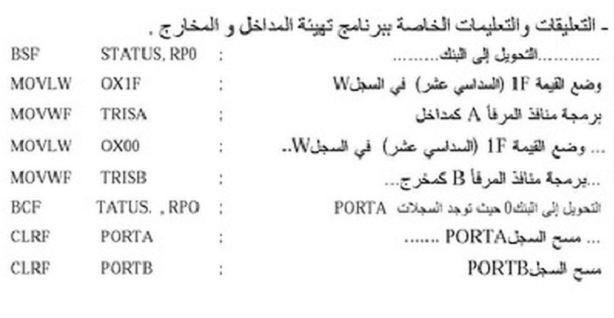 - التعليقات والتعليمات الخاصة ببرنامج تهيئة المداخل و المخارج .
BSF STATUS, RP0 ; ............التحويل إلى البنك..........
MOVLW OX1F ; وضع القيمة 1F (السداسي عشر) في السجلW
MOVWF TRISA ; برمجة منافذ المرفأ A كمداخل
MOVLW OX00 ; ... وضع القيمة 1F (السداسي عشر) في السجلW..
MOVWF TRISB ; ...برمجة منافذ المرفأ B كمخرج...
BCF TATUS. , RPO ; التحويل إلى البنك0 حيث توجد السجلات PORTA
CLRF PORTA ; ... مسح السجلPORTA .......
CLRF PORTB ; مسح السجلPORTB